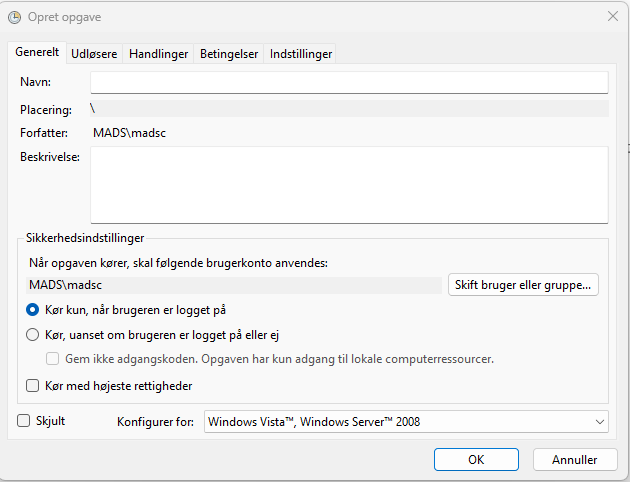 Opret opgave
Generelt Udløsere Handlinger Betingelser Indstillinger
Navn:
Placering: \
Forfatter: MADS\madsc
Beskrivelse:
Sikkerhedsindstillinger
Når opgaven kører, skal følgende brugerkonto anvendes:
MADS\madsc Skift bruger eller gruppe...
Kør kun, når brugeren er logget på
Kør, uanset om brugeren er logget på eller ej
Gem ikke adgangskoden. Opgaven har kun adgang til lokale computerressourcer.
Kør med højeste rettigheder
Skjult Konfigurer for: Windows Vista™, Windows Server™ 2008
OK Annuller